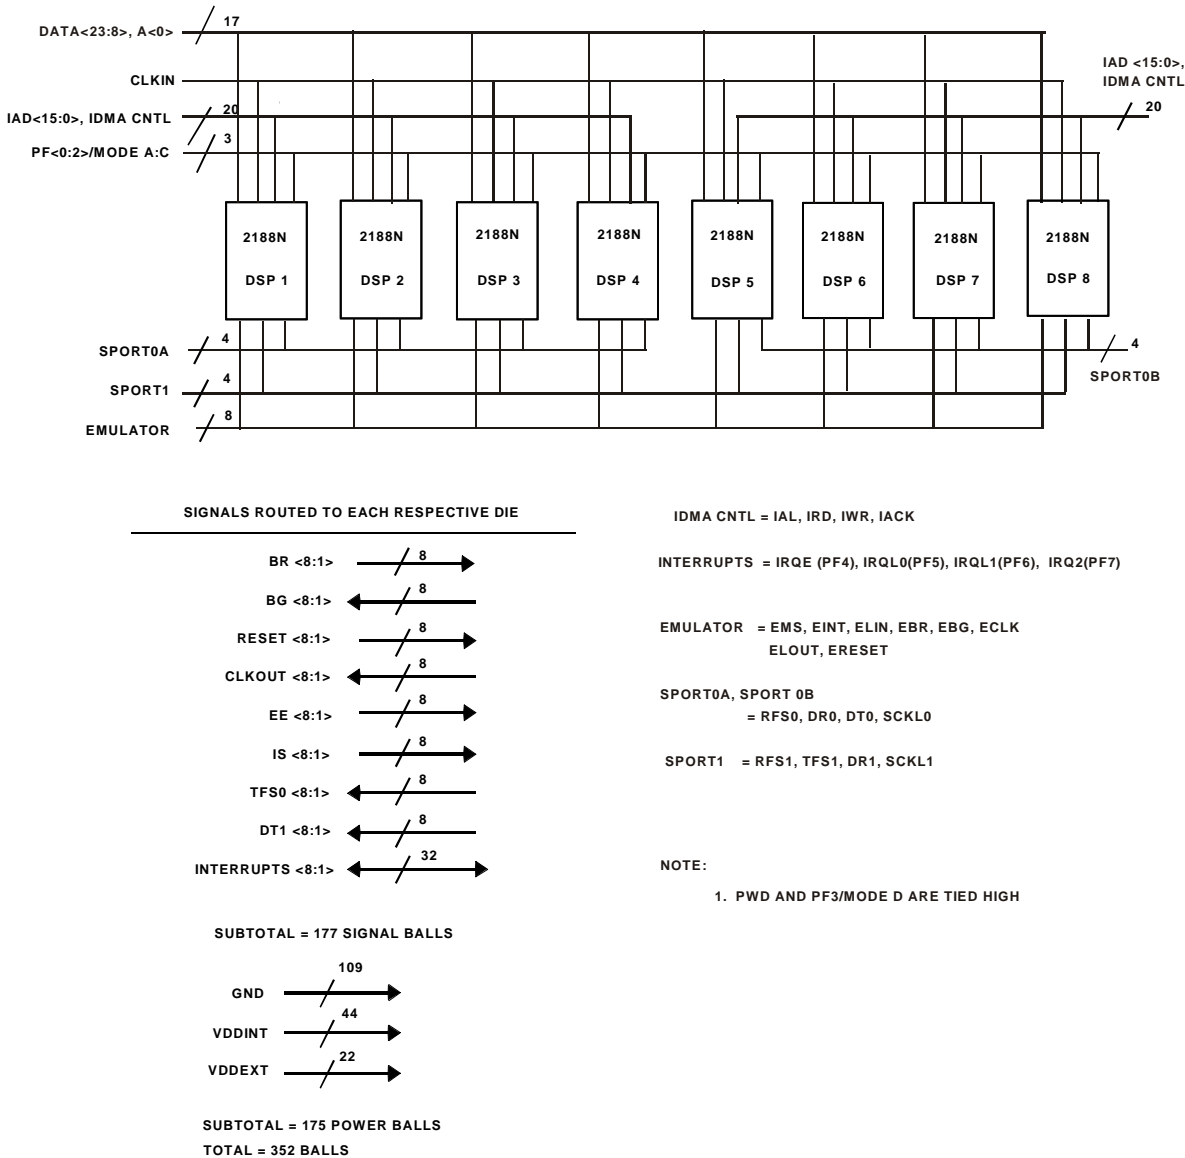 DATA<23:8>, A<0>
17
CLKIN
IAD<15:0>, IDMA CNTL
20
PF<0:2>/MODE A:C
3
IAD <15:0>,
IDMA CNTL
20
2188N
DSP 1
2188N
DSP 2
2188N
DSP 3
2188N
DSP 4
2188N
DSP 5
2188N
DSP 6
2188N
DSP 7
2188N
DSP 8
SPORT0A
4
4
SPORT0B
SPORT1
4
EMULATOR
8
SIGNALS ROUTED TO EACH RESPECTIVE DIE
BR <8:1>
8
BG <8:1>
8
RESET <8:1>
8
CLKOUT <8:1>
8
EE <8:1>
8
IS <8:1>
8
TFS0 <8:1>
8
DT1 <8:1>
8
INTERRUPTS <8:1>
32
SUBTOTAL = 177 SIGNAL BALLS
GND
109
VDDINT
44
VDDEXT
22
SUBTOTAL = 175 POWER BALLS
TOTAL = 352 BALLS
IDMA CNTL = IAL, IRD, IWR, IACK
INTERRUPTS = IRQE (PF4), IRQL0(PF5), IRQL1(PF6), IRQ2(PF7)
EMULATOR = EMS, EINT, ELIN, EBR, EBG, ECLK
ELOUT, ERESET
SPORT0A, SPORT 0B
= RFS0, DR0, DT0, SCKL0
SPORT1 = RFS1, TFS1, DR1, SCKL1
NOTE:
1. PWD AND PF3/MODE D ARE TIED HIGH